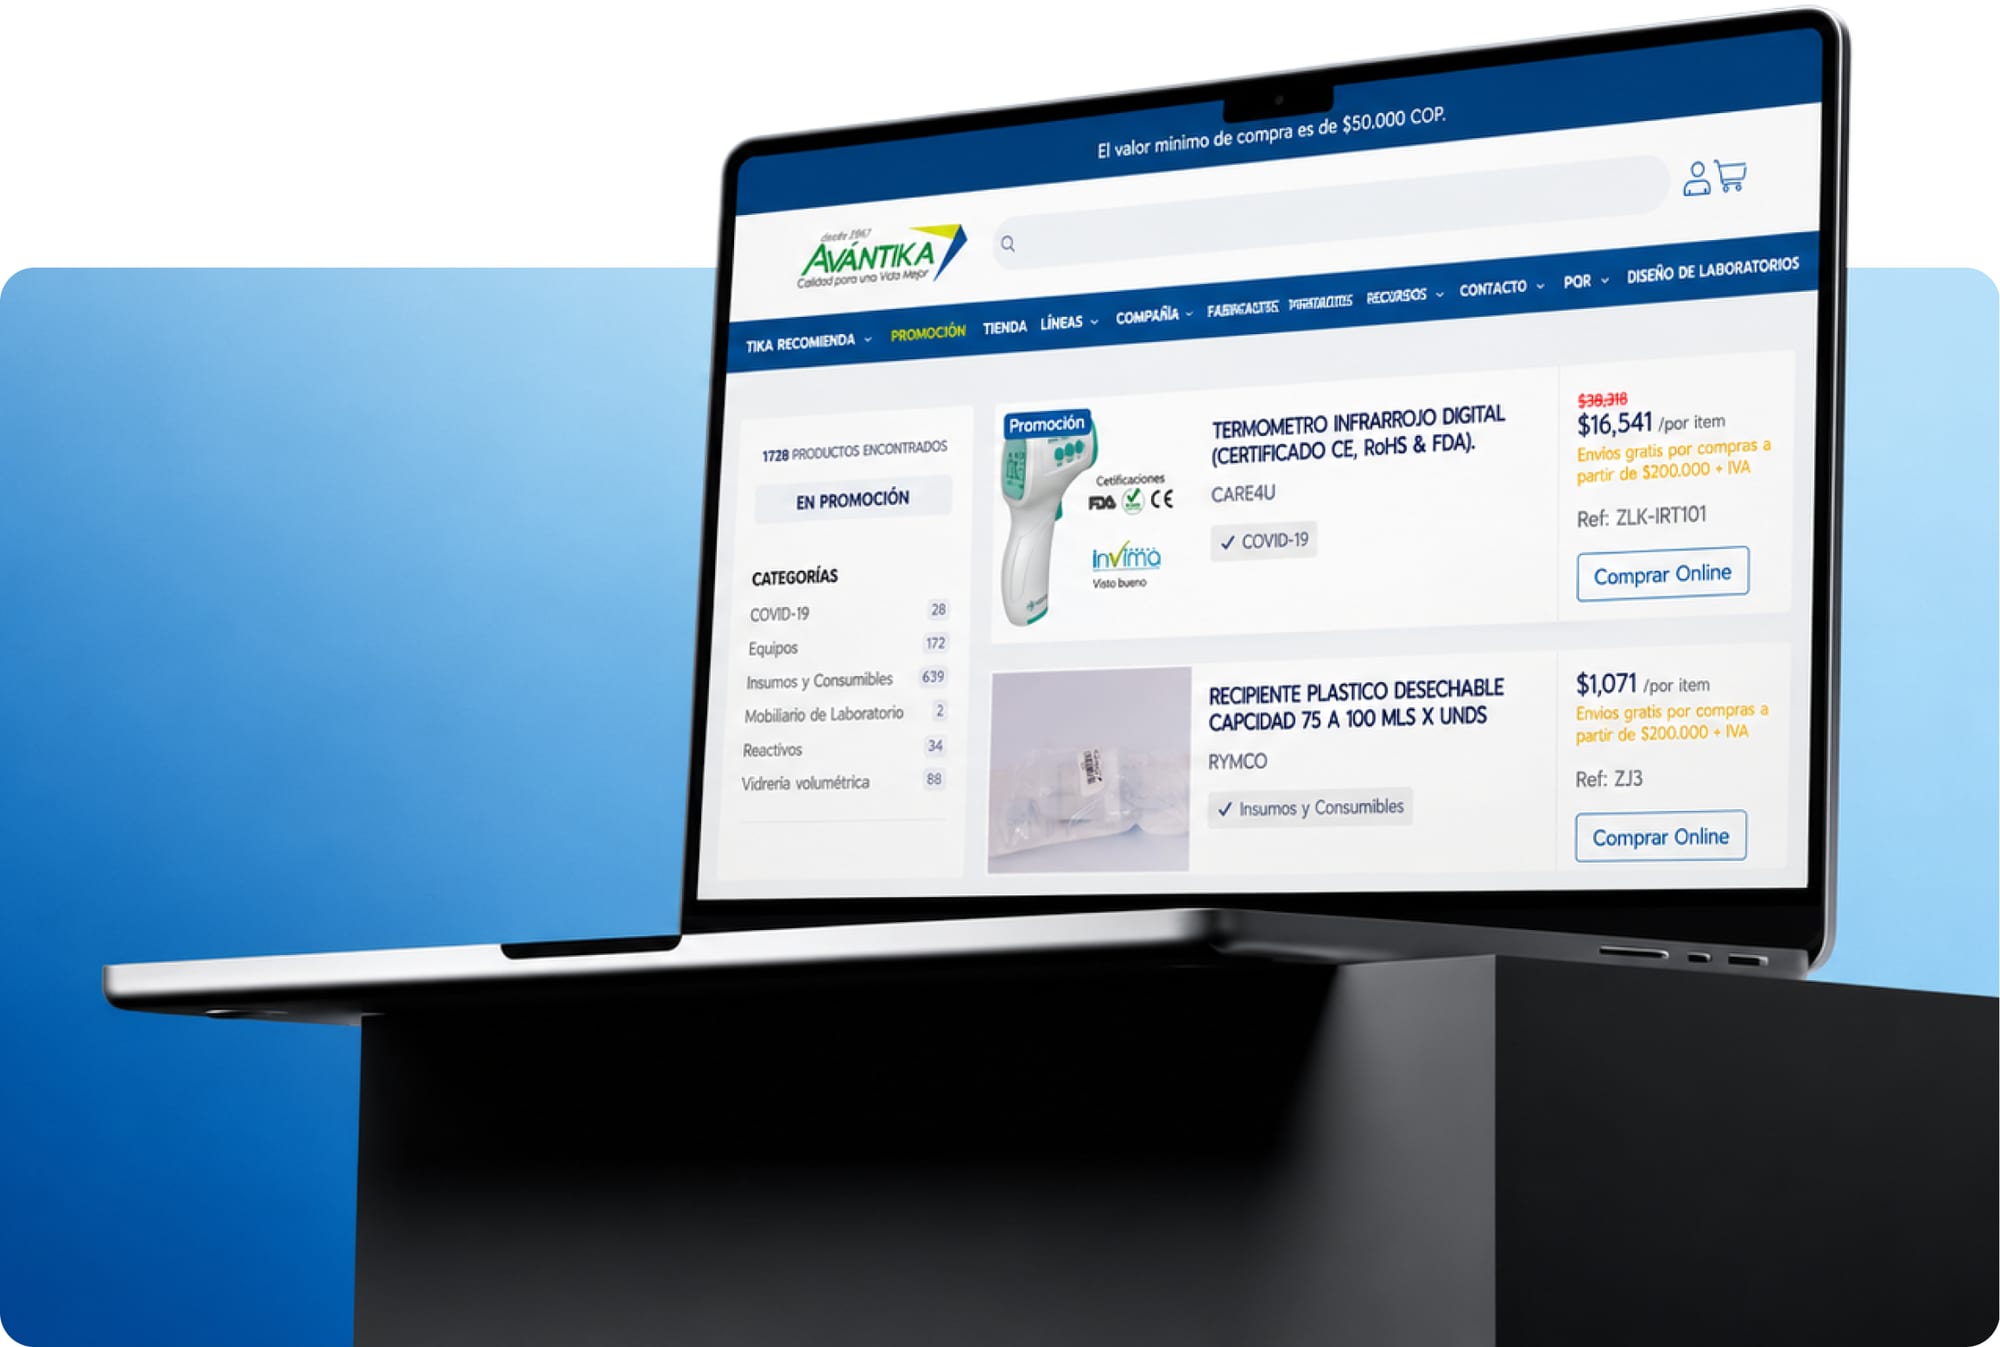 El valor mínimo de compra es de $50.000 COP.
desde 1967
AVÁNTIKA
Calidad para una Vida Mejor
TIKA RECOMIENDA PROMOCIÓN TIENDA LÍNEAS COMPAÑÍA RECURSOS CONTACTO POR DISEÑO DE LABORATORIOS
1728 PRODUCTOS ENCONTRADOS
EN PROMOCIÓN
CATEGORÍAS
COVID-19 28
Equipos 172
Insumos y Consumibles 639
Mobiliario de Laboratorio 2
Reactivos 34
Vidreria volumétrica 88
Promoción
Cetificaciones
FDA CE
invima
Visto bueno
TERMOMETRO INFRARROJO DIGITAL
(CERTIFICADO CE, RoHS & FDA).
CARE4U
COVID-19
$38,318
$16,541 /por item
Envios gratis por compras a
partir de $200.000 + IVA
Ref: ZLK-IRT101
Comprar Online
RECIPIENTE PLASTICO DESECHABLE
CAPCIDAD 75 A 100 MLS X UNDS
RYMCO
Insumos y Consumibles
$1,071 /por item
Envios gratis por compras a
partir de $200.000 + IVA
Ref: ZJ3
Comprar Online